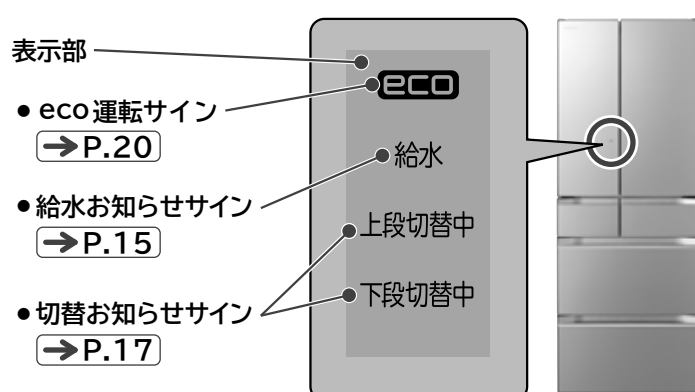 表示部
● eco運転サイン
➔P.20
● 給水お知らせサイン
➔P.15
● 切替お知らせサイン
➔P.17
eco
給水
上段切替中
下段切替中